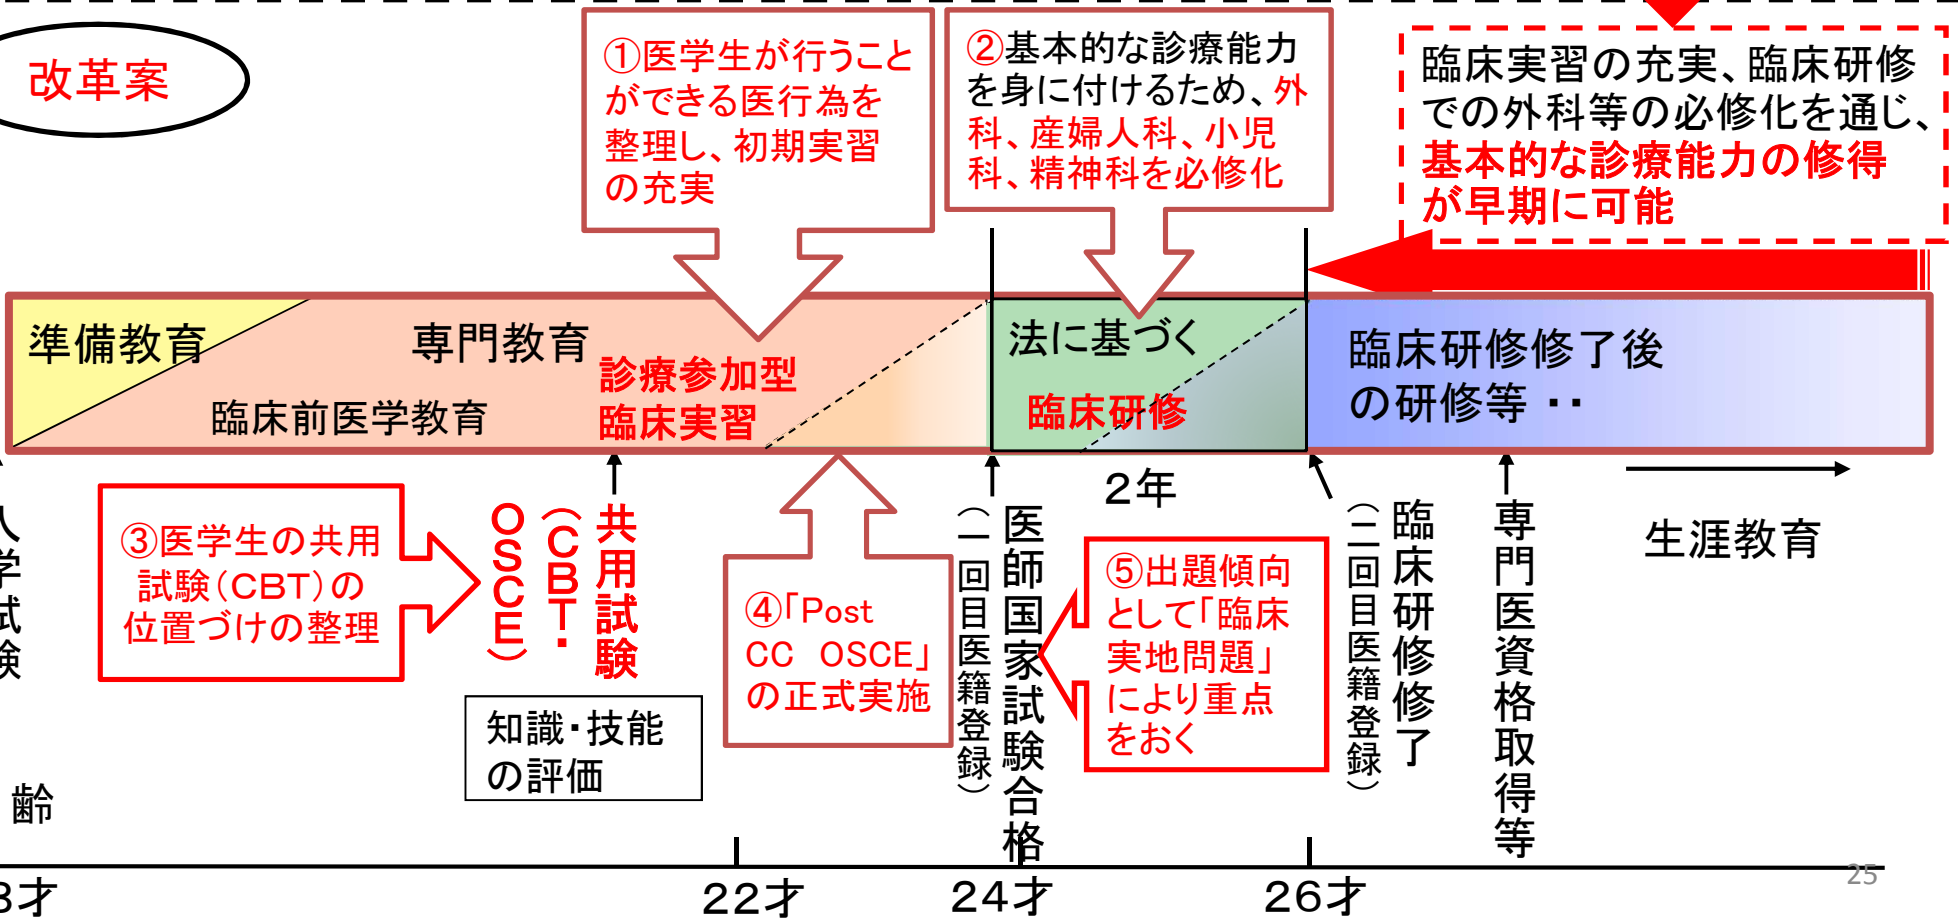 改革案
①医学生が行うこと
ができる医行為を
整理し、初期実習
の充実
②基本的な診療能力
を身に付けるため、外
科、産婦人科、小児
科、精神科を必修化
臨床実習の充実、臨床研修
での外科等の必修化を通じ、
基本的な診療能力の修得
が早期に可能
準備教育
専門教育
臨床前医学教育
診療参加型
臨床実習
法に基づく
臨床研修
臨床研修修了後
の研修等 ・・
2年
入学試験
③医学生の共用
試験(CBT)の
位置づけの整理
共用試験
(CBT・
OSCE)
知識・技能
の評価
④「Post
CC OSCE」
の正式実施
医師国家試験合格
(一回目医籍登録)
⑤出題傾向
として「臨床
実地問題」
により重点
をおく
臨床研修修了
(二回目医籍登録)
専門医資格取得等
生涯教育
齢
8才
22才
24才
26才
25